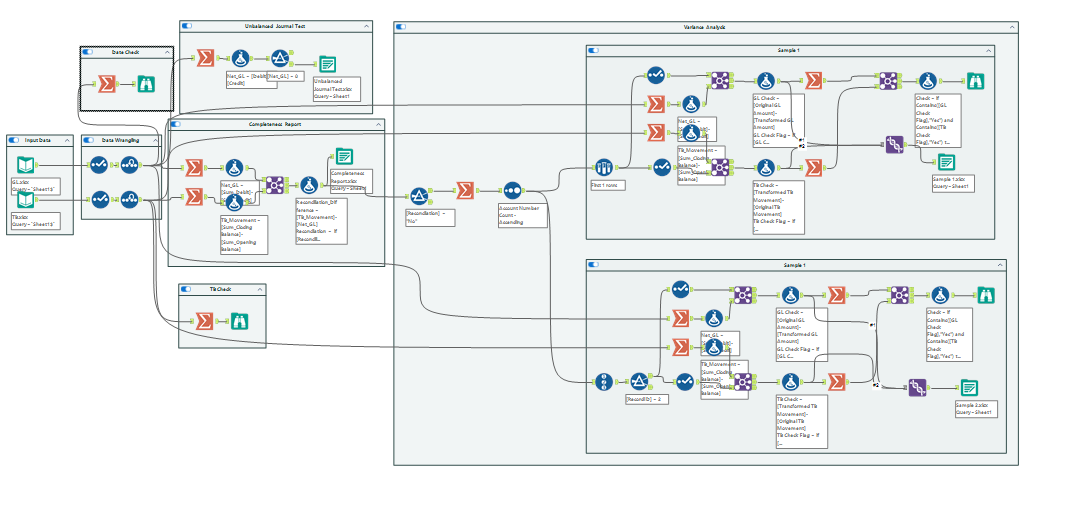 Input Data
GL.xlsx
Query=`Sheet1$`
TB.xlsx
Query=`Sheet1$`
Data Check
Data Wrangling
Unbalanced Journal Test
Net_GL = [Debit]-
[Credit]
[Net_GL] = 0
Unbalanced
Journal Test.xlsx
Query=Sheet1
Completeness Report
Net_GL =
[Sum_Debit]-
TB_Movement =
[Sum_Closing
Balance]-
[Sum_Opening
Balance]
Reconciliation_Dif
ference =
[TB_Movement]-
[Net_GL]
Reconciliation = if
[Reconcili...
Completeness
Report.xlsx
Query=Sheet1
TB Check
Variance Analysis
[Reconciliation] =
"No"
Account Number
Count -
Ascending
Sample 1
First 1 rows
Net_GL =
[Sum_Debit]-
TB_Movement =
[Sum_Closing
Balance]-
[Sum_Opening
Balance]
GL Check =
[Original GL
Amount]-
[Transformed GL
Amount]
GL Check Flag = if
[GL C...
TB Check =
[Transformed TB
Movement]-
[Original TB
Movement]
TB Check Flag = if
[...
#1
#2
Check = if
Contains([GL
Check
Flag],"Yes") and
Contains([TB
Check
Flag],"Yes") t...
Sample 1.xlsx
Query=Sheet1
Sample 1
[RecordID] = 2
Net_GL =
[Sum_Debit]-
TB_Movement =
[Sum_Closing
Balance]-
[Sum_Opening
Balance]
GL Check =
[Original GL
Amount]-
[Transformed GL
Amount]
GL Check Flag = if
[GL C...
TB Check =
[Transformed TB
Movement]-
[Original TB
Movement]
TB Check Flag = if
[...
#1
#2
Check = if
Contains([GL
Check
Flag],"Yes") and
Contains([TB
Check
Flag],"Yes") t...
Sample 2.xlsx
Query=Sheet1